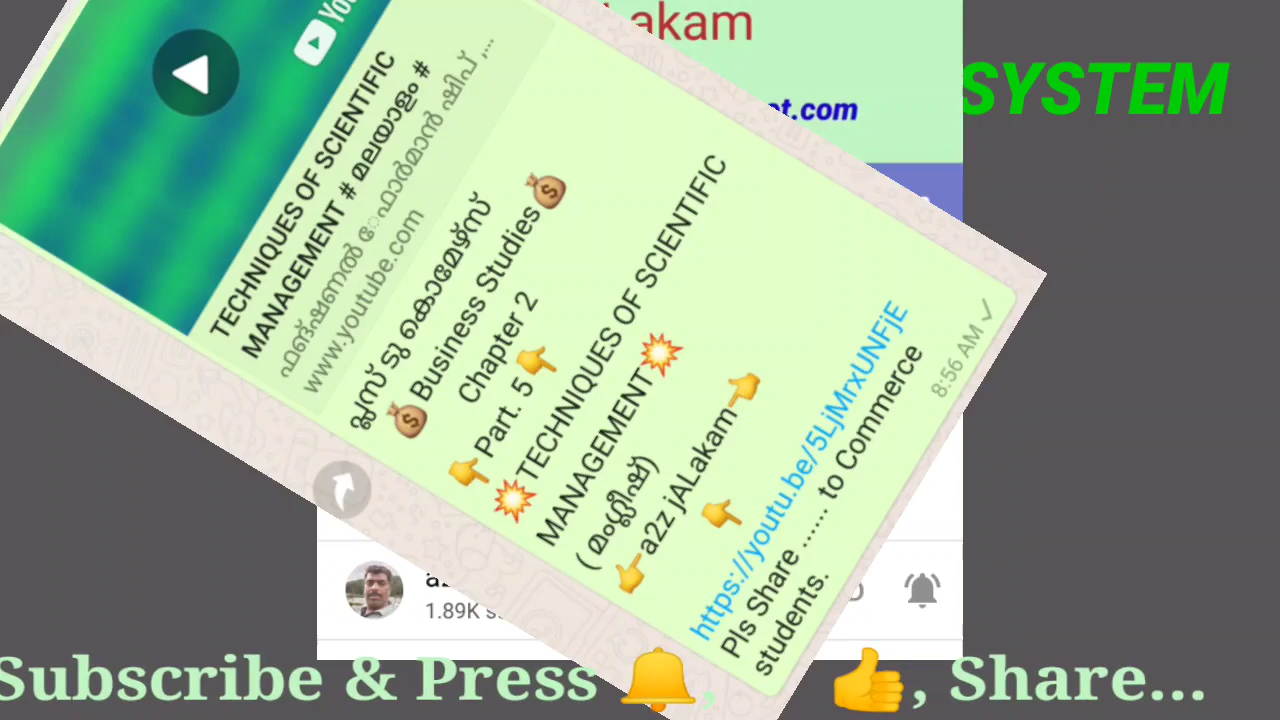 Lakam
ot.com
SYSTEM
TECHNIQUES OF SCIENTIFIC
MANAGEMENT # മലയാളം #
www.youtube.com
പ്ലസ് ടു കൊമേഴ്സ്
💰 Business Studies💰
Chapter 2
👉 Part. 5 👉
💥TECHNIQUES OF SCIENTIFIC
MANAGEMENT💥
( മംഗ്ലീഷ്)
👉a2z jALakam👉
👉
https://youtu.be/5LjMrxUNFjE
Pls Share ...... to Commerce
students.
8:56 AM
1.89K s
Subscribe & Press 🔔, 👍, Share...